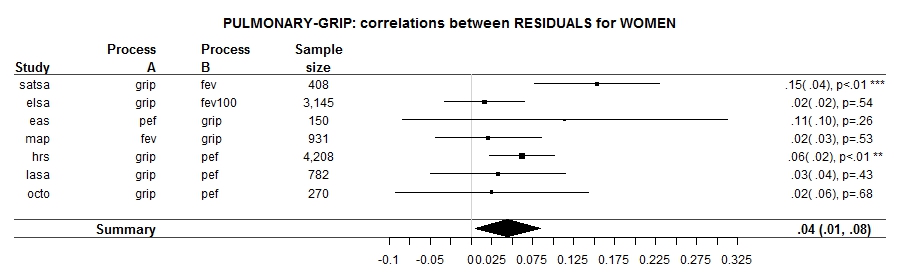 PULMONARY-GRIP: correlations between RESIDUALS for WOMEN
Process Process Sample
Study A B size
satsa grip fev 408 .15( .04), p<.01 ***
elsa grip fev100 3,145 .02( .02), p=.54
eas pef grip 150 .11( .10), p=.26
map fev grip 931 .02( .03), p=.53
hrs grip pef 4,208 .06( .02), p<.01 **
lasa grip pef 782 .03( .04), p=.43
octo grip pef 270 .02( .06), p=.68
Summary .04 (.01, .08)
-0.1 -0.05 0 0.025 0.075 0.125 0.175 0.225 0.275 0.325